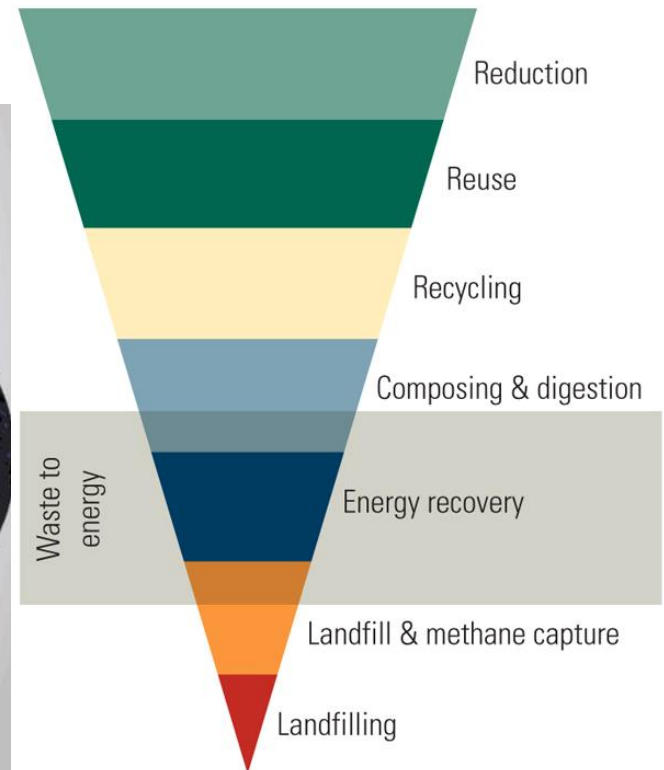 Reduction
Reuse
Recycling
Composing & digestion
Waste to
energy
Energy recovery
Landfill & methane capture
Landfilling